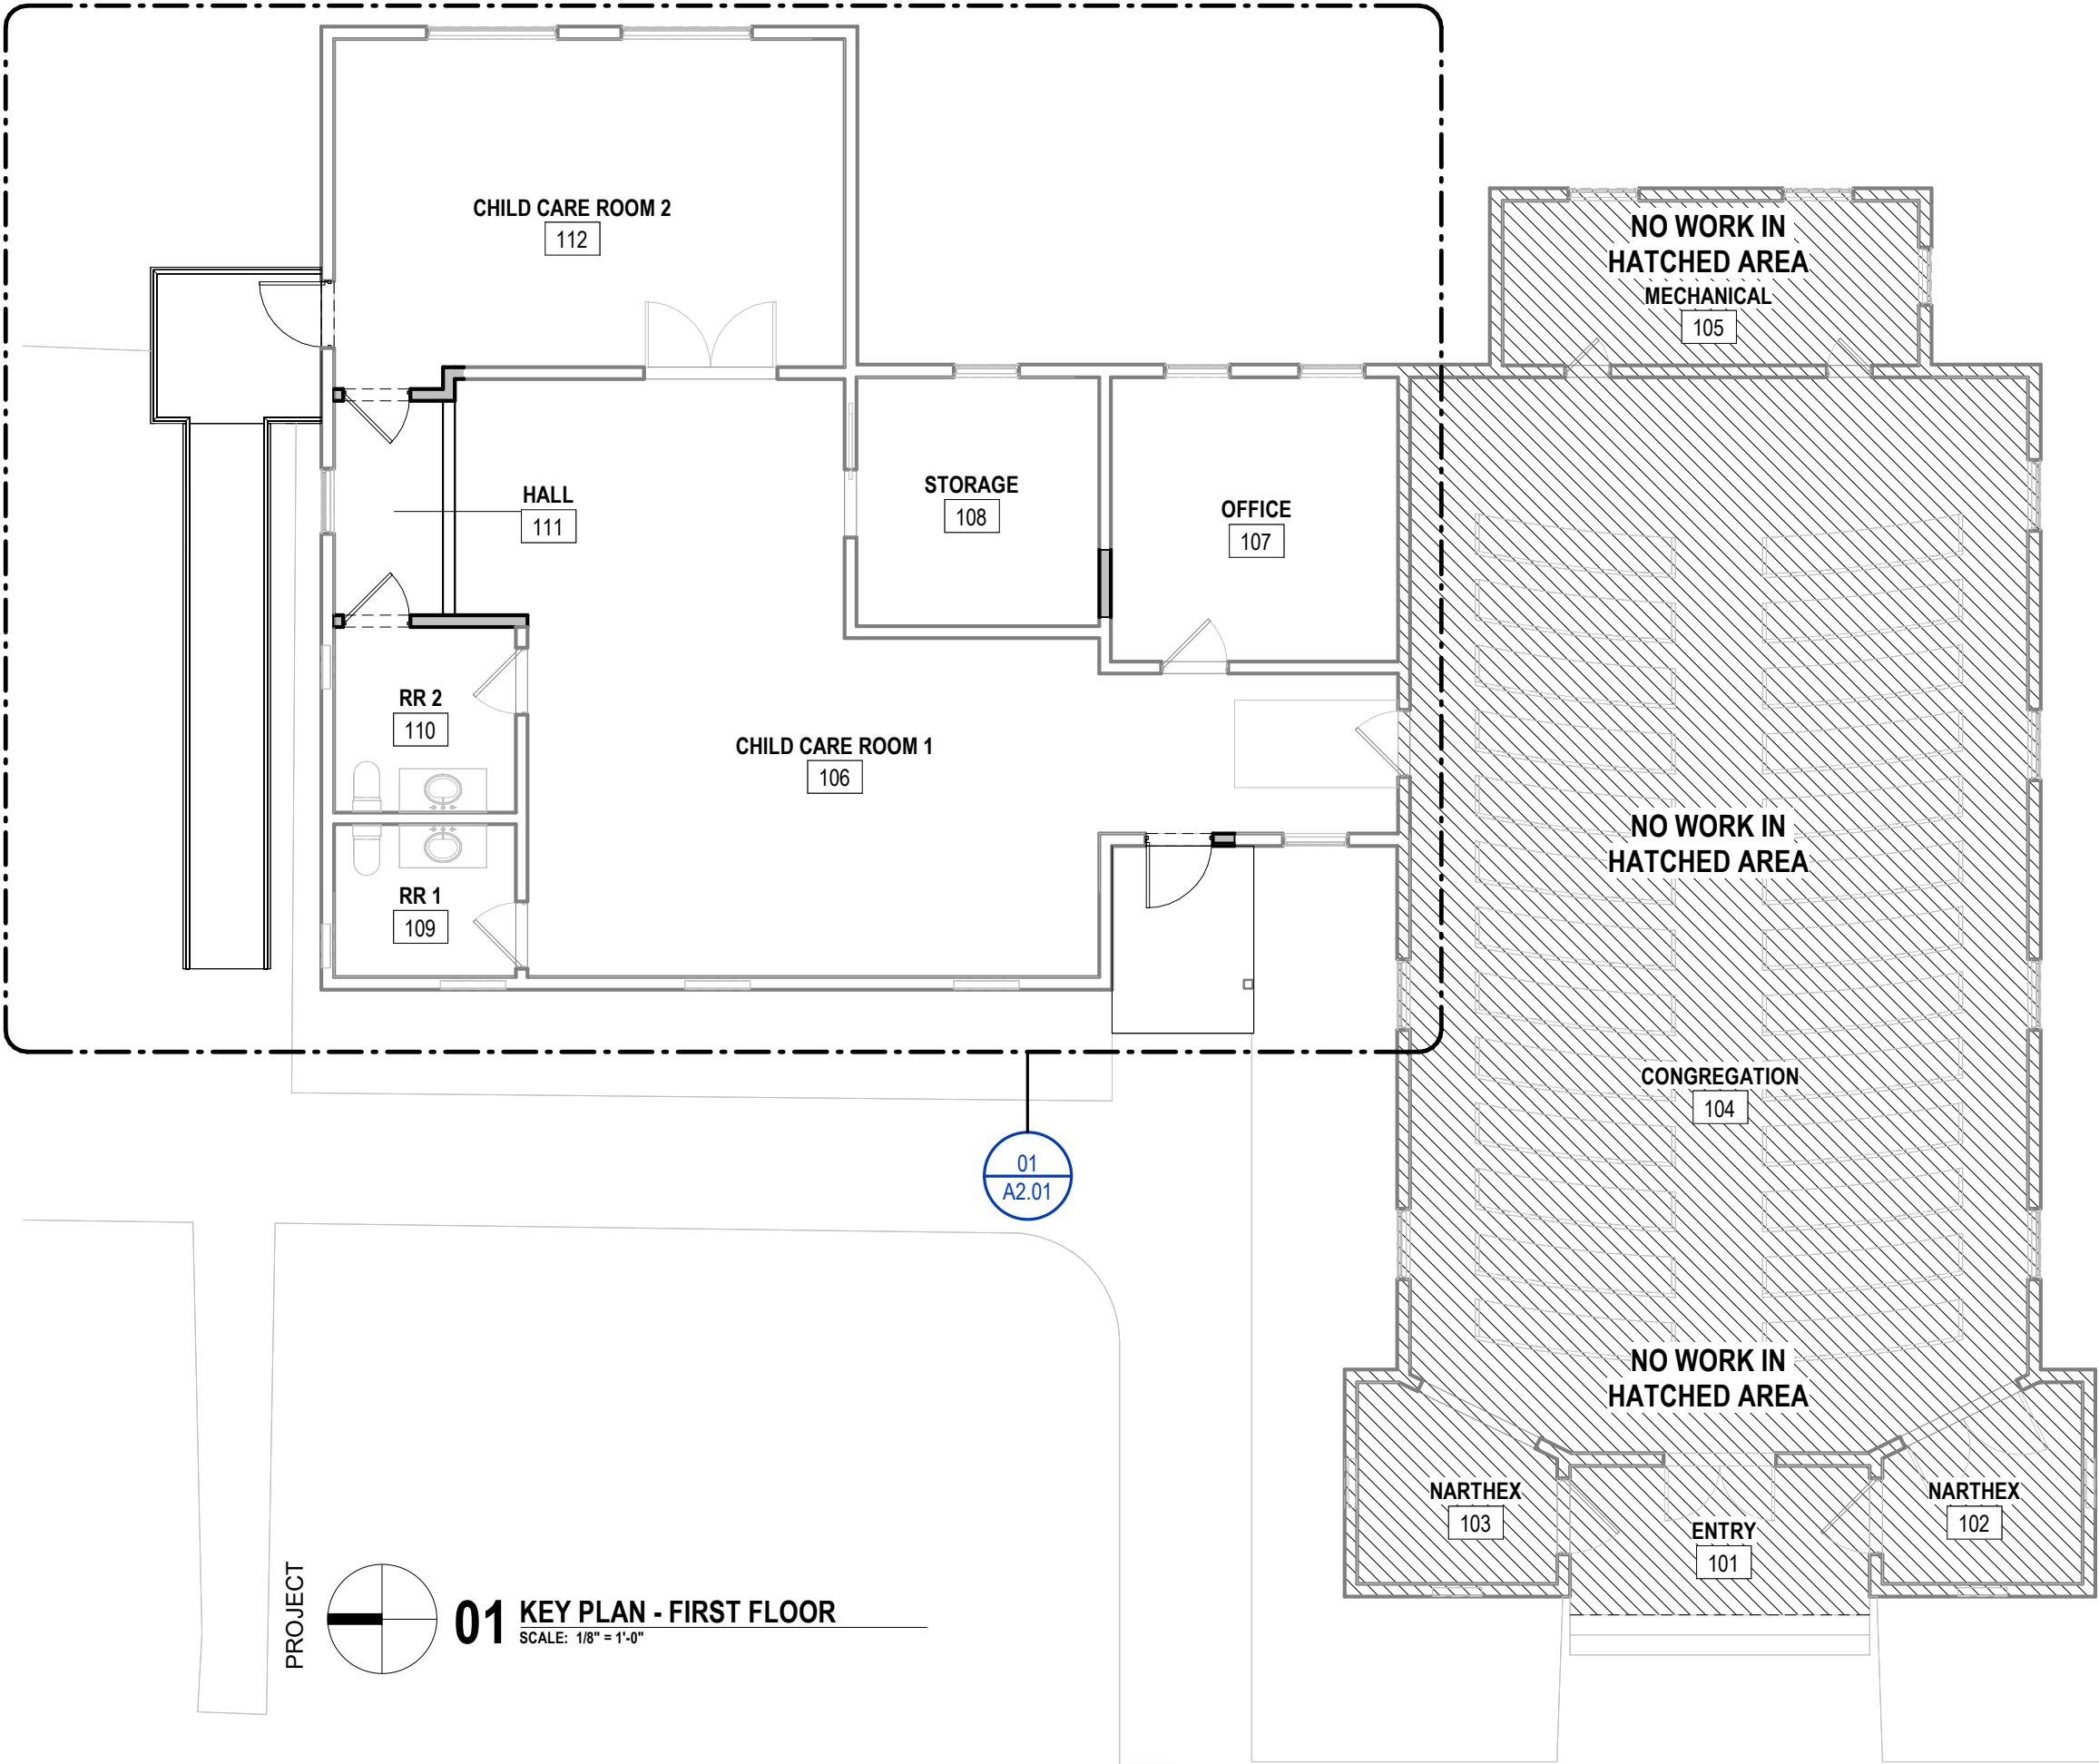 CHILD CARE ROOM 2
112
NO WORK IN
HATCHED AREA
MECHANICAL
105
HALL
111
STORAGE
108
OFFICE
107
RR 2
110
CHILD CARE ROOM 1
106
NO WORK IN
HATCHED AREA
RR 1
109
CONGREGATION
104
01
A2.01
NO WORK IN
HATCHED AREA
NARTHEX
103
ENTRY
101
NARTHEX
102
PROJECT
01 KEY PLAN - FIRST FLOOR
SCALE: 1/8" = 1'-0"